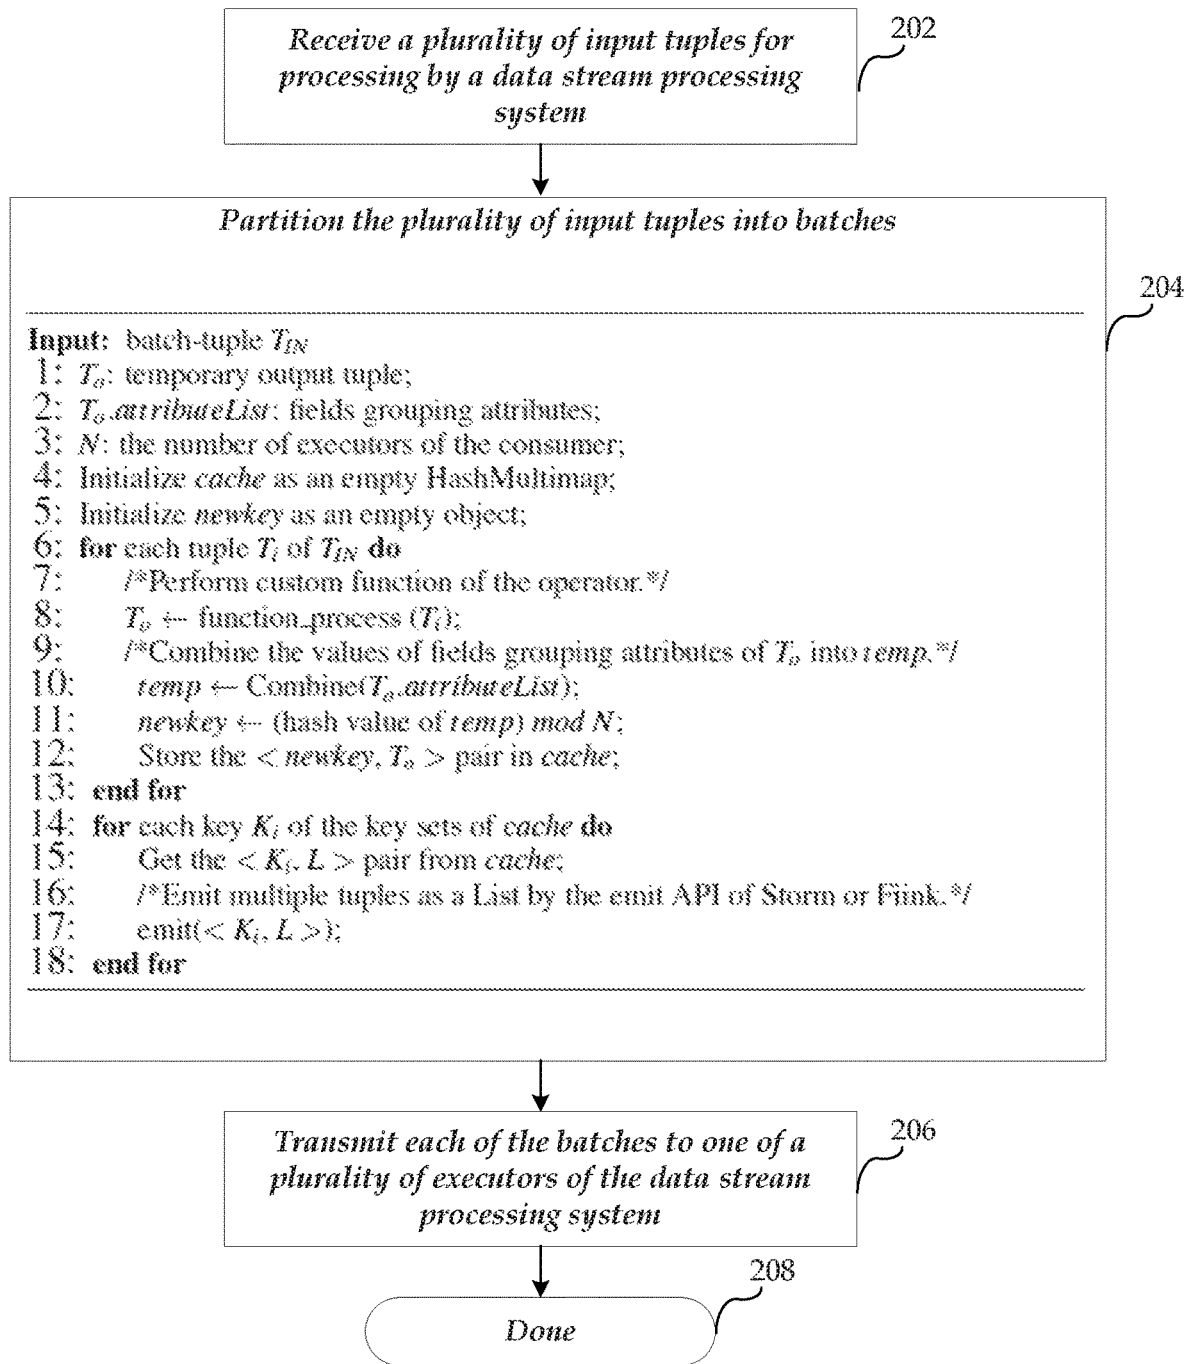 Receive a plurality of input tuples for
processing by a data stream processing
system
202
Partition the plurality of input tuples into batches
204
Input: batch-tuple T_IN
1: T_o: temporary output tuple;
2: T_o.attributeList: fields grouping attributes;
3: N: the number of executors of the consumer;
4: Initialize cache as an empty HashMultimap;
5: Initialize newkey as an empty object;
6: for each tuple T_i of T_IN do
7: /*Perform custom function of the operator.*/
8: T_o ← function_process (T_i);
9: /*Combine the values of fields grouping attributes of T_o into temp.*/
10: temp ← Combine(T_o.attributeList);
11: newkey ← (hash value of temp) mod N;
12: Store the < newkey, T_o > pair in cache;
13: end for
14: for each key K_i of the key sets of cache do
15: Get the < K_i, L > pair from cache;
16: /*Emit multiple tuples as a List by the emit API of Storm or Flink.*/
17: emit(< K_i, L >);
18: end for
Transmit each of the batches to one of a
plurality of executors of the data stream
processing system
206
208
Done